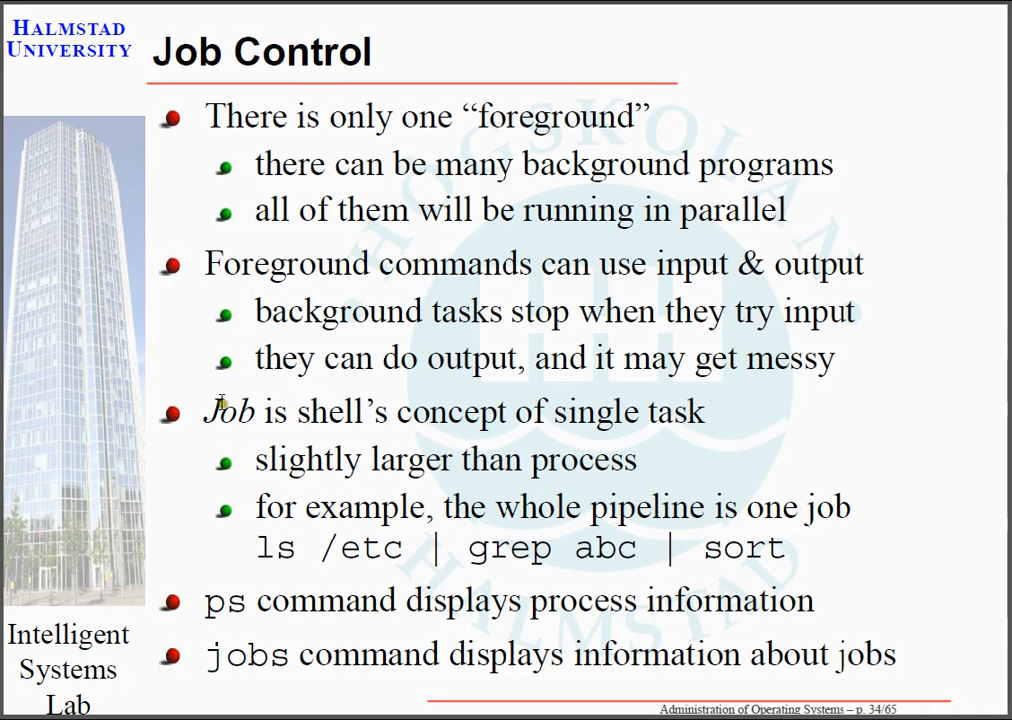 HALMSTAD
UNIVERSITY
Job Control
There is only one “foreground”
there can be many background programs
all of them will be running in parallel
Foreground commands can use input & output
background tasks stop when they try input
they can do output, and it may get messy
Job is shell’s concept of single task
slightly larger than process
for example, the whole pipeline is one job
ls /etc | grep abc | sort
ps command displays process information
jobs command displays information about jobs
Intelligent
Systems
Lab
Administration of Operating Systems – p. 34/65
HÖGSKOLAN
HALMSTAD